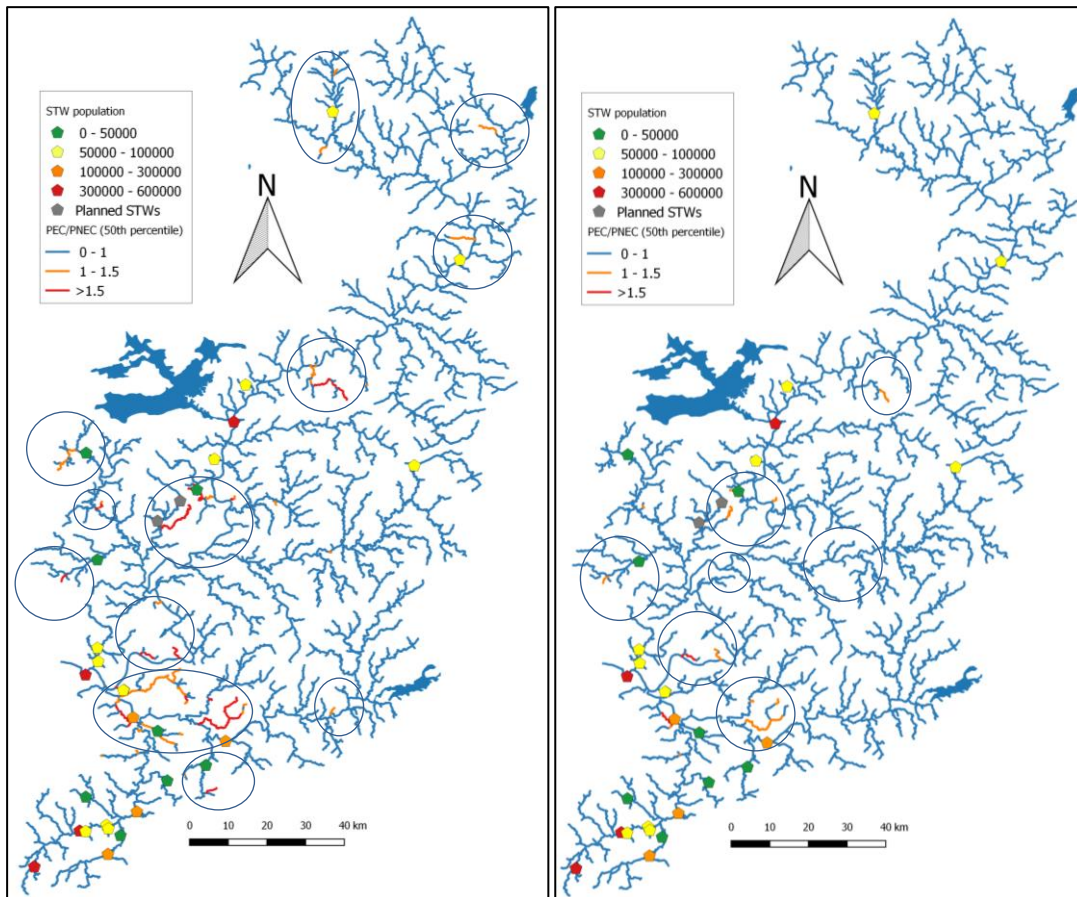 STW population
0 - 50000
50000 - 100000
100000 - 300000
300000 - 600000
Planned STWs
PEC/PNEC (50th percentile)
0 - 1
1 - 1.5
>1.5
N
0 10 20 30 40 km
STW population
0 - 50000
50000 - 100000
100000 - 300000
300000 - 600000
Planned STWs
PEC/PNEC (50th percentile)
0 - 1
1 - 1.5
>1.5
N
0 10 20 30 40 km